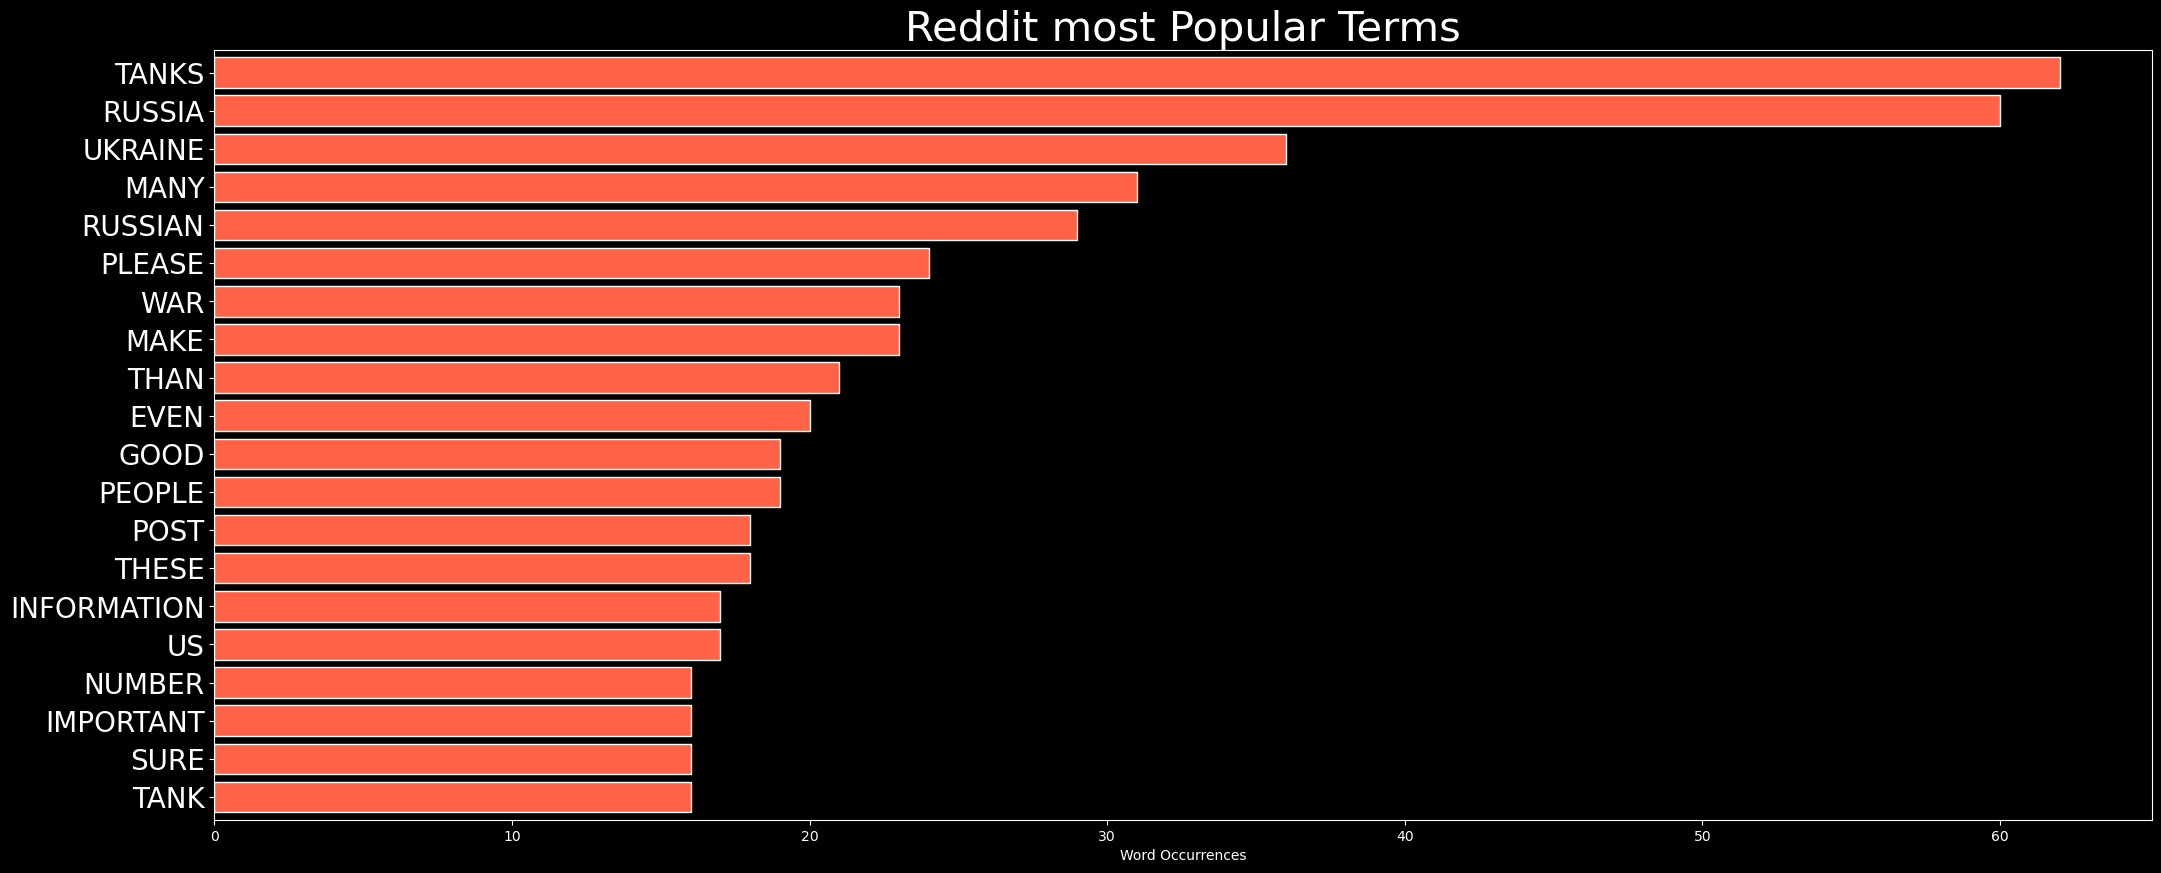 Reddit most Popular Terms
TANKS
RUSSIA
UKRAINE
MANY
RUSSIAN
PLEASE
WAR
MAKE
THAN
EVEN
GOOD
PEOPLE
POST
THESE
INFORMATION
US
NUMBER
IMPORTANT
SURE
TANK
0 10 20 30 40 50 60
Word Occurrences